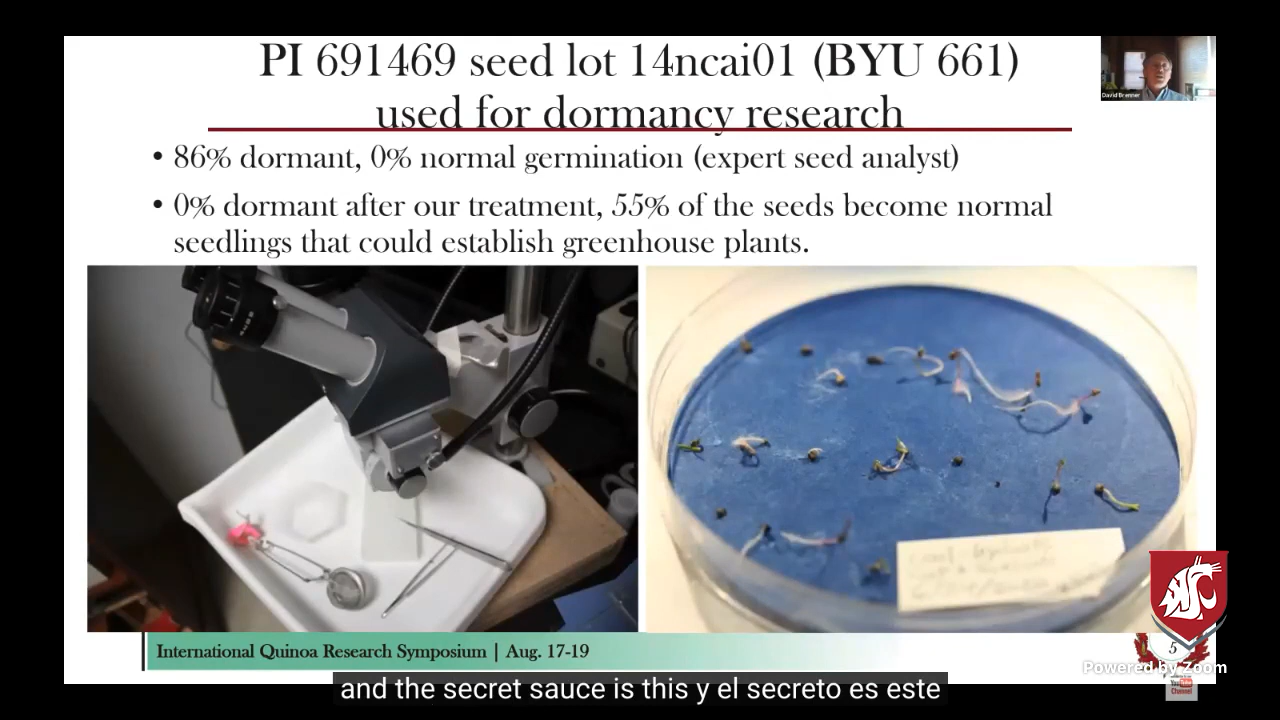 PI 691469 seed lot 14ncai01 (BYU 661)
used for dormancy research
David Brenner
• 86% dormant, 0% normal germination (expert seed analyst)
• 0% dormant after our treatment, 55% of the seeds become normal
seedlings that could establish greenhouse plants.
International Quinoa Research Symposium | Aug. 17-19
5
Powered by Zoom
YouTube
Channel
and the secret sauce is this y el secreto es este